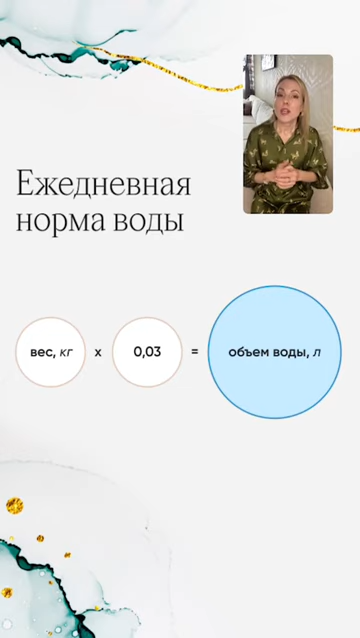 Ежедневная
норма воды
вес, кг x 0,03 = объем воды, л